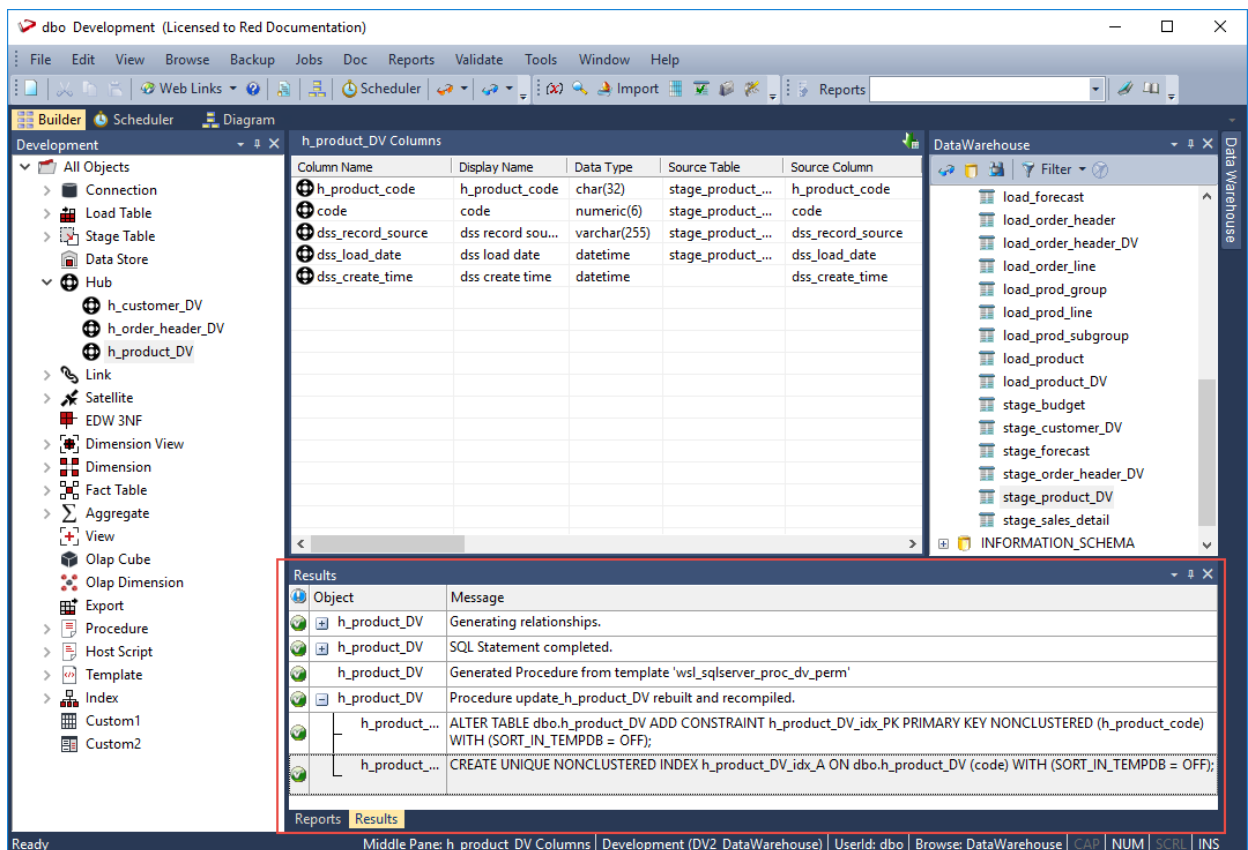 dbo Development (Licensed to Red Documentation)
File Edit View Browse Backup Jobs Doc Reports Validate Tools Window Help
Web Links Scheduler Import Reports
Builder Scheduler Diagram
Development
All Objects
Connection
Load Table
Stage Table
Data Store
Hub
h_customer_DV
h_order_header_DV
h_product_DV
Link
Satellite
EDW 3NF
Dimension View
Dimension
Fact Table
Aggregate
View
Olap Cube
Olap Dimension
Export
Procedure
Host Script
Template
Index
Custom1
Custom2
h_product_DV Columns
Column Name Display Name Data Type Source Table Source Column
h_product_code h_product_code char(32) stage_product_... h_product_code
code code numeric(6) stage_product_... code
dss_record_source dss record sou... varchar(255) stage_product_... dss_record_source
dss_load_date dss load date datetime stage_product_... dss_load_date
dss_create_time dss create time datetime dss_create_time
DataWarehouse
Filter
load_forecast
load_order_header
load_order_header_DV
load_order_line
load_prod_group
load_prod_line
load_prod_subgroup
load_product
load_product_DV
stage_budget
stage_customer_DV
stage_forecast
stage_order_header_DV
stage_product_DV
stage_sales_detail
INFORMATION_SCHEMA
Data Warehouse
Results
Object Message
h_product_DV Generating relationships.
h_product_DV SQL Statement completed.
h_product_DV Generated Procedure from template 'wsl_sqlserver_proc_dv_perm'
h_product_DV Procedure update_h_product_DV rebuilt and recompiled.
h_product_... ALTER TABLE dbo.h_product_DV ADD CONSTRAINT h_product_DV_idx_PK PRIMARY KEY NONCLUSTERED (h_product_code)
WITH (SORT_IN_TEMPDB = OFF);
h_product_... CREATE UNIQUE NONCLUSTERED INDEX h_product_DV_idx_A ON dbo.h_product_DV (code) WITH (SORT_IN_TEMPDB = OFF);
Reports Results
Ready Middle Pane: h_product_DV Columns Development (DV2_DataWarehouse) UserId: dbo Browse: DataWarehouse CAP NUM SCRL INS